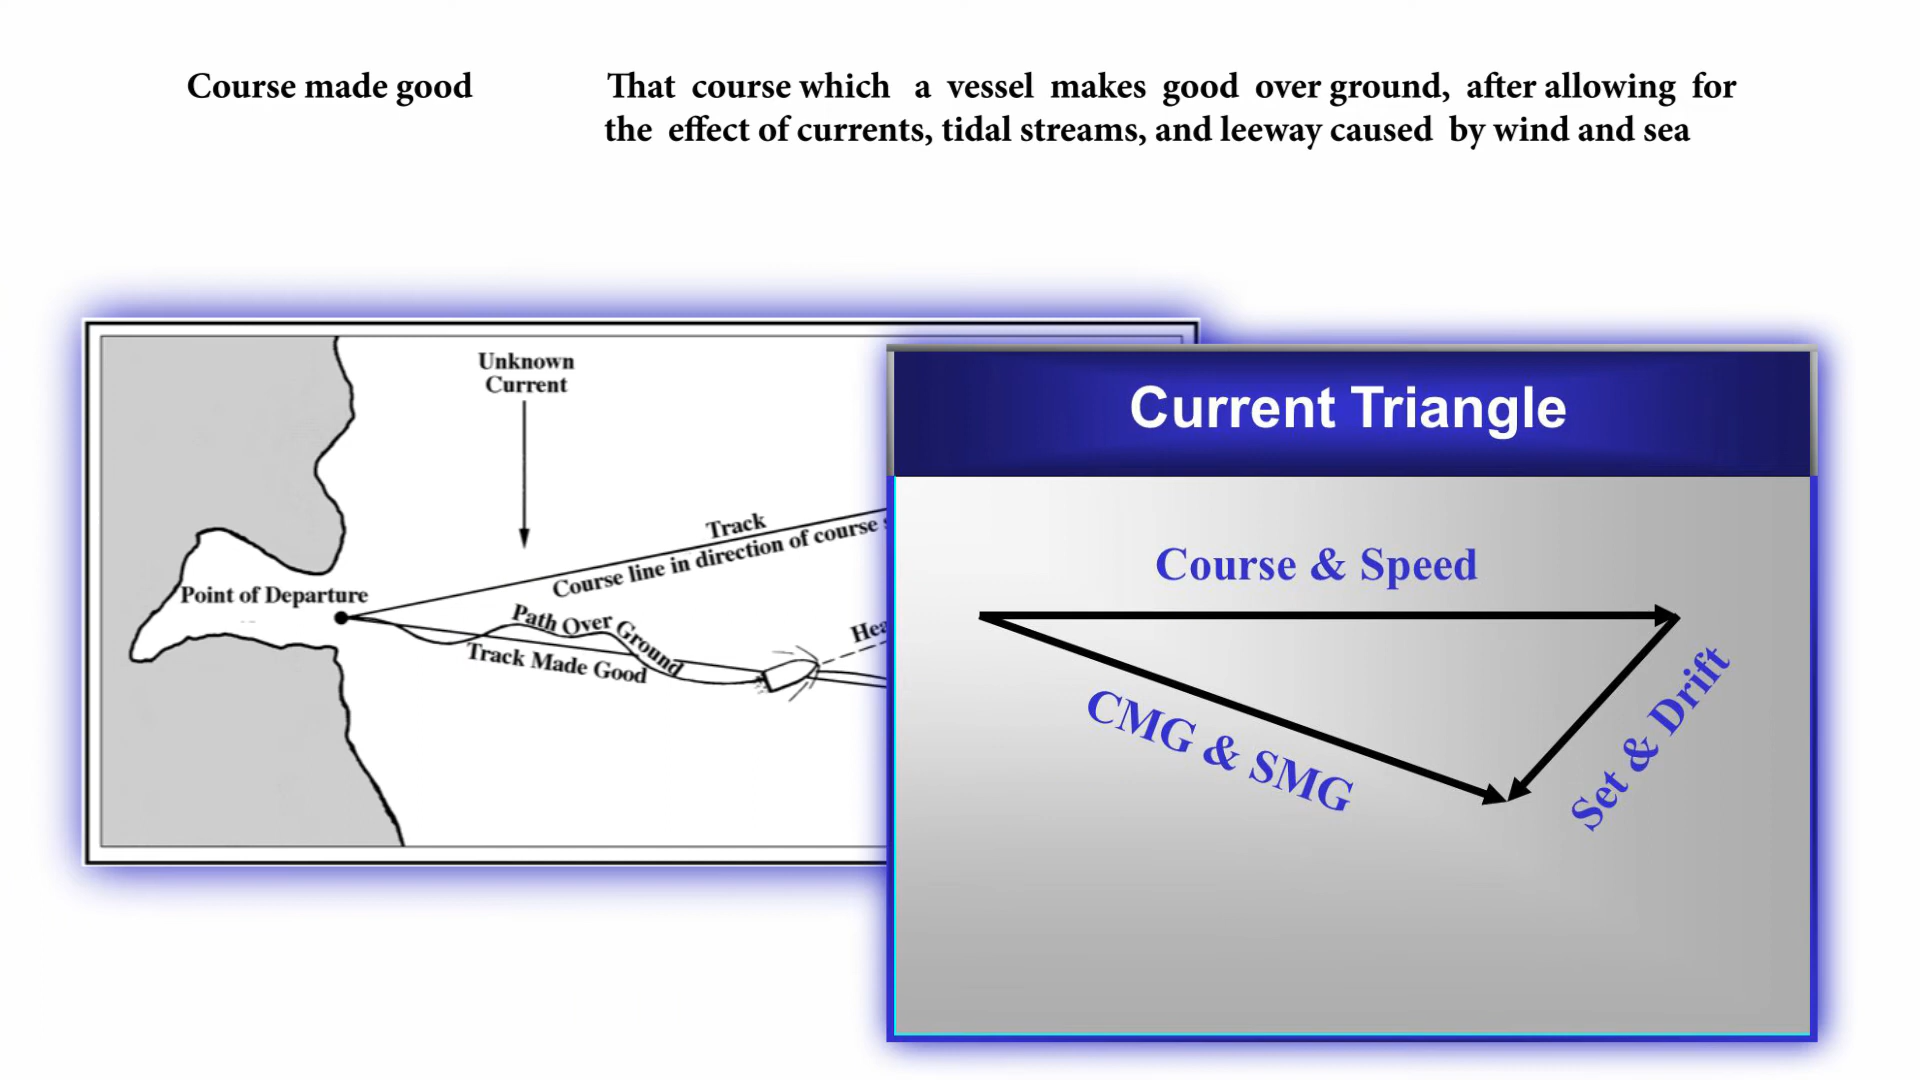 Course made good
That course which a vessel makes good over ground, after allowing for
the effect of currents, tidal streams, and leeway caused by wind and sea
Unknown
Current
Track
Course line in direction of course
Point of Departure
Path Over Ground
Track Made Good
Current Triangle
Course & Speed
CMG & SMG
Set & Drift